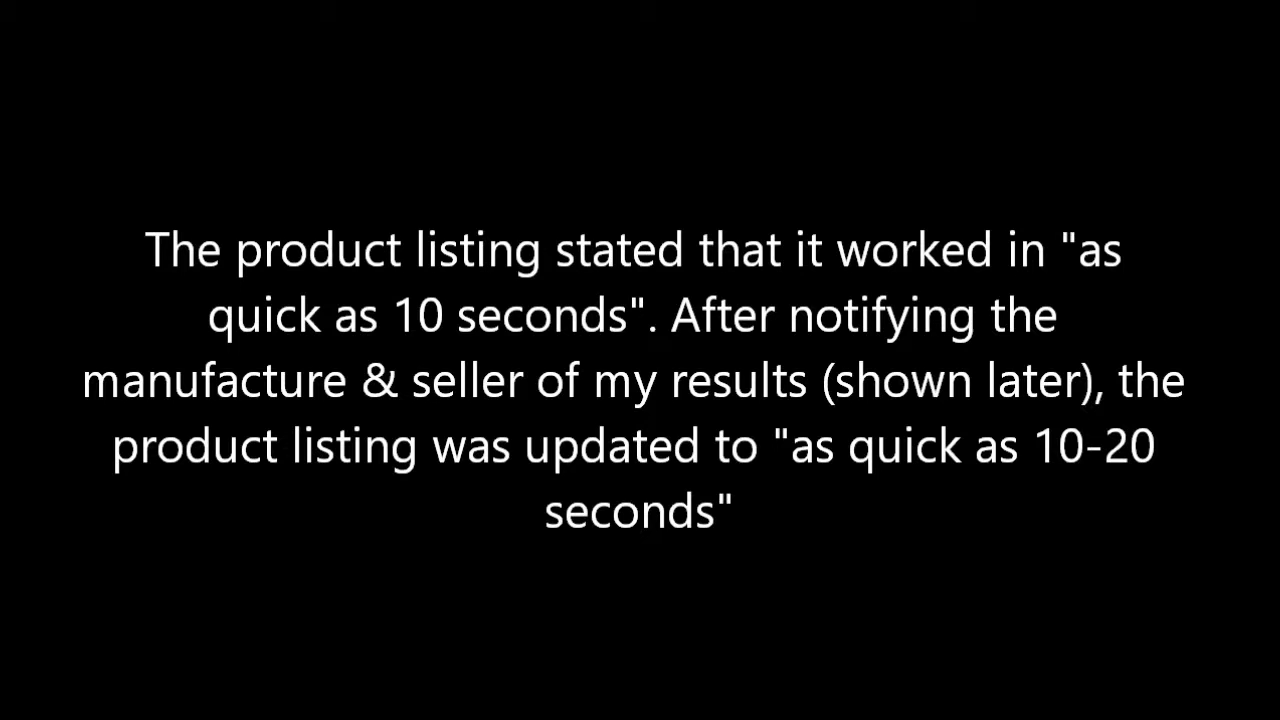 The product listing stated that it worked in "as
quick as 10 seconds". After notifying the
manufacture & seller of my results (shown later), the
product listing was updated to "as quick as 10-20
seconds"